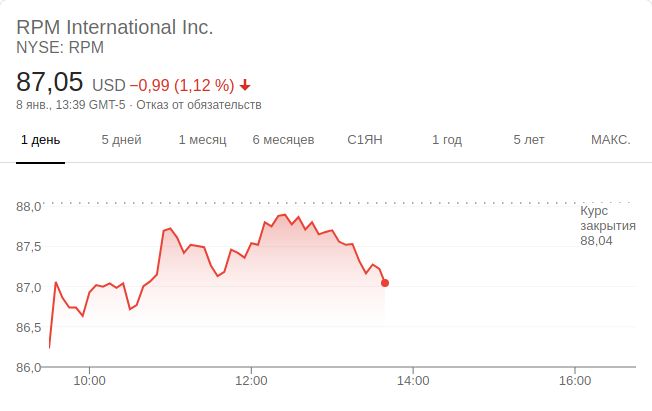 RPM International Inc.
NYSE: RPM
87,05 USD −0,99 (1,12 %)
8 янв., 13:39 GMT-5 · Отказ от обязательств
1 день 5 дней 1 месяц 6 месяцев С1ЯН 1 год 5 лет МАКС.
88,0
Курс
закрытия
88,04
87,5
87,0
86,5
86,0
10:00 12:00 14:00 16:00